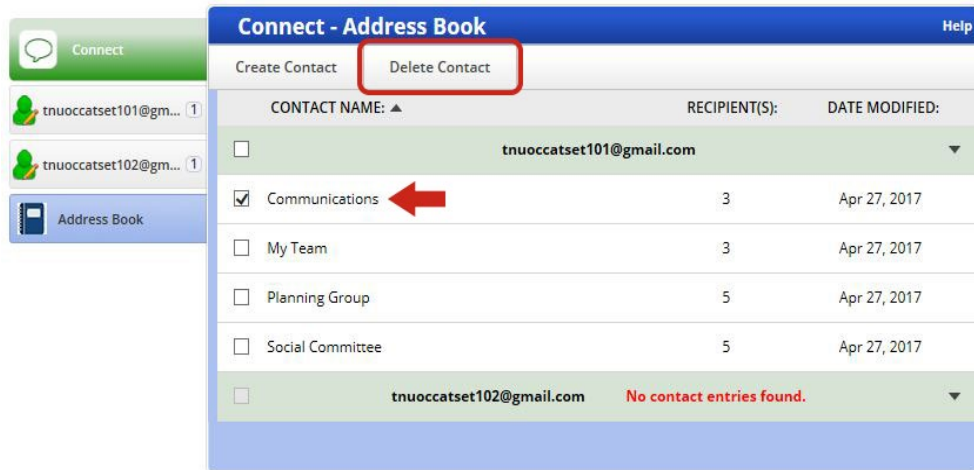 Connect
tnuoccatset101@gm... 1
tnuoccatset102@gm... 1
Address Book
Connect - Address Book Help
Create Contact Delete Contact
CONTACT NAME: ▲ RECIPIENT(S): DATE MODIFIED:
tnuoccatset101@gmail.com
Communications 3 Apr 27, 2017
My Team 3 Apr 27, 2017
Planning Group 5 Apr 27, 2017
Social Committee 5 Apr 27, 2017
tnuoccatset102@gmail.com No contact entries found.